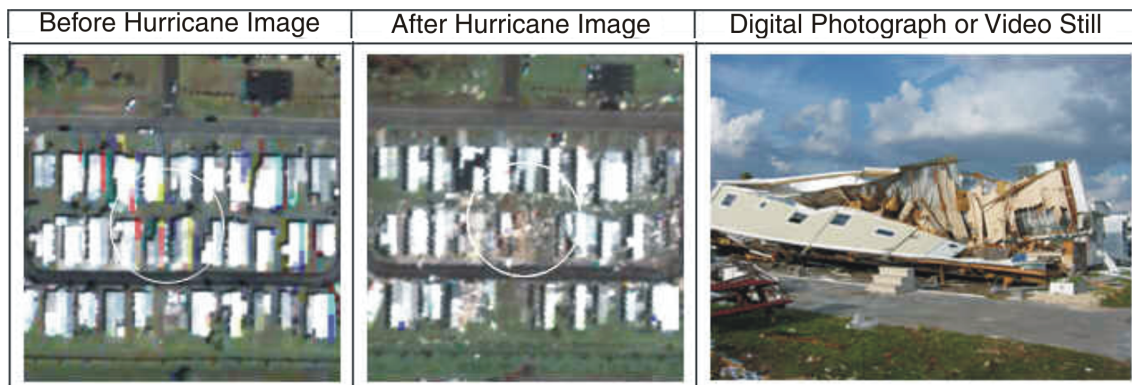 Before Hurricane Image
After Hurricane Image
Digital Photograph or Video Still